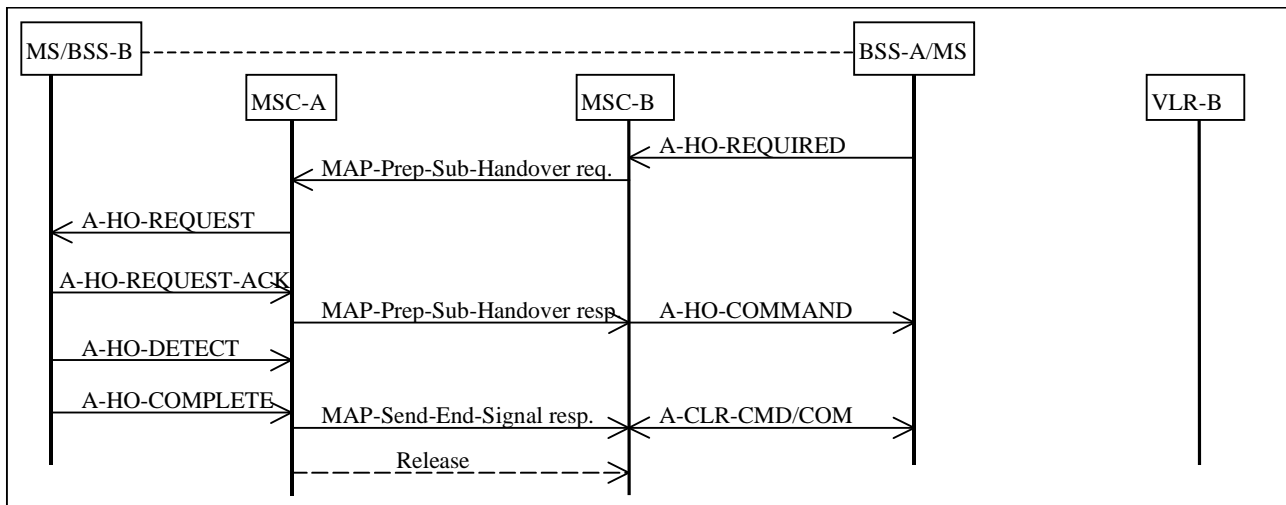 MS/BSS-B
BSS-A/MS
MSC-A
MSC-B
VLR-B
A-HO-REQUIRED
MAP-Prep-Sub-Handover req.
A-HO-REQUEST
A-HO-REQUEST-ACK
MAP-Prep-Sub-Handover resp.
A-HO-COMMAND
A-HO-DETECT
A-HO-COMPLETE
MAP-Send-End-Signal resp.
A-CLR-CMD/COM
Release